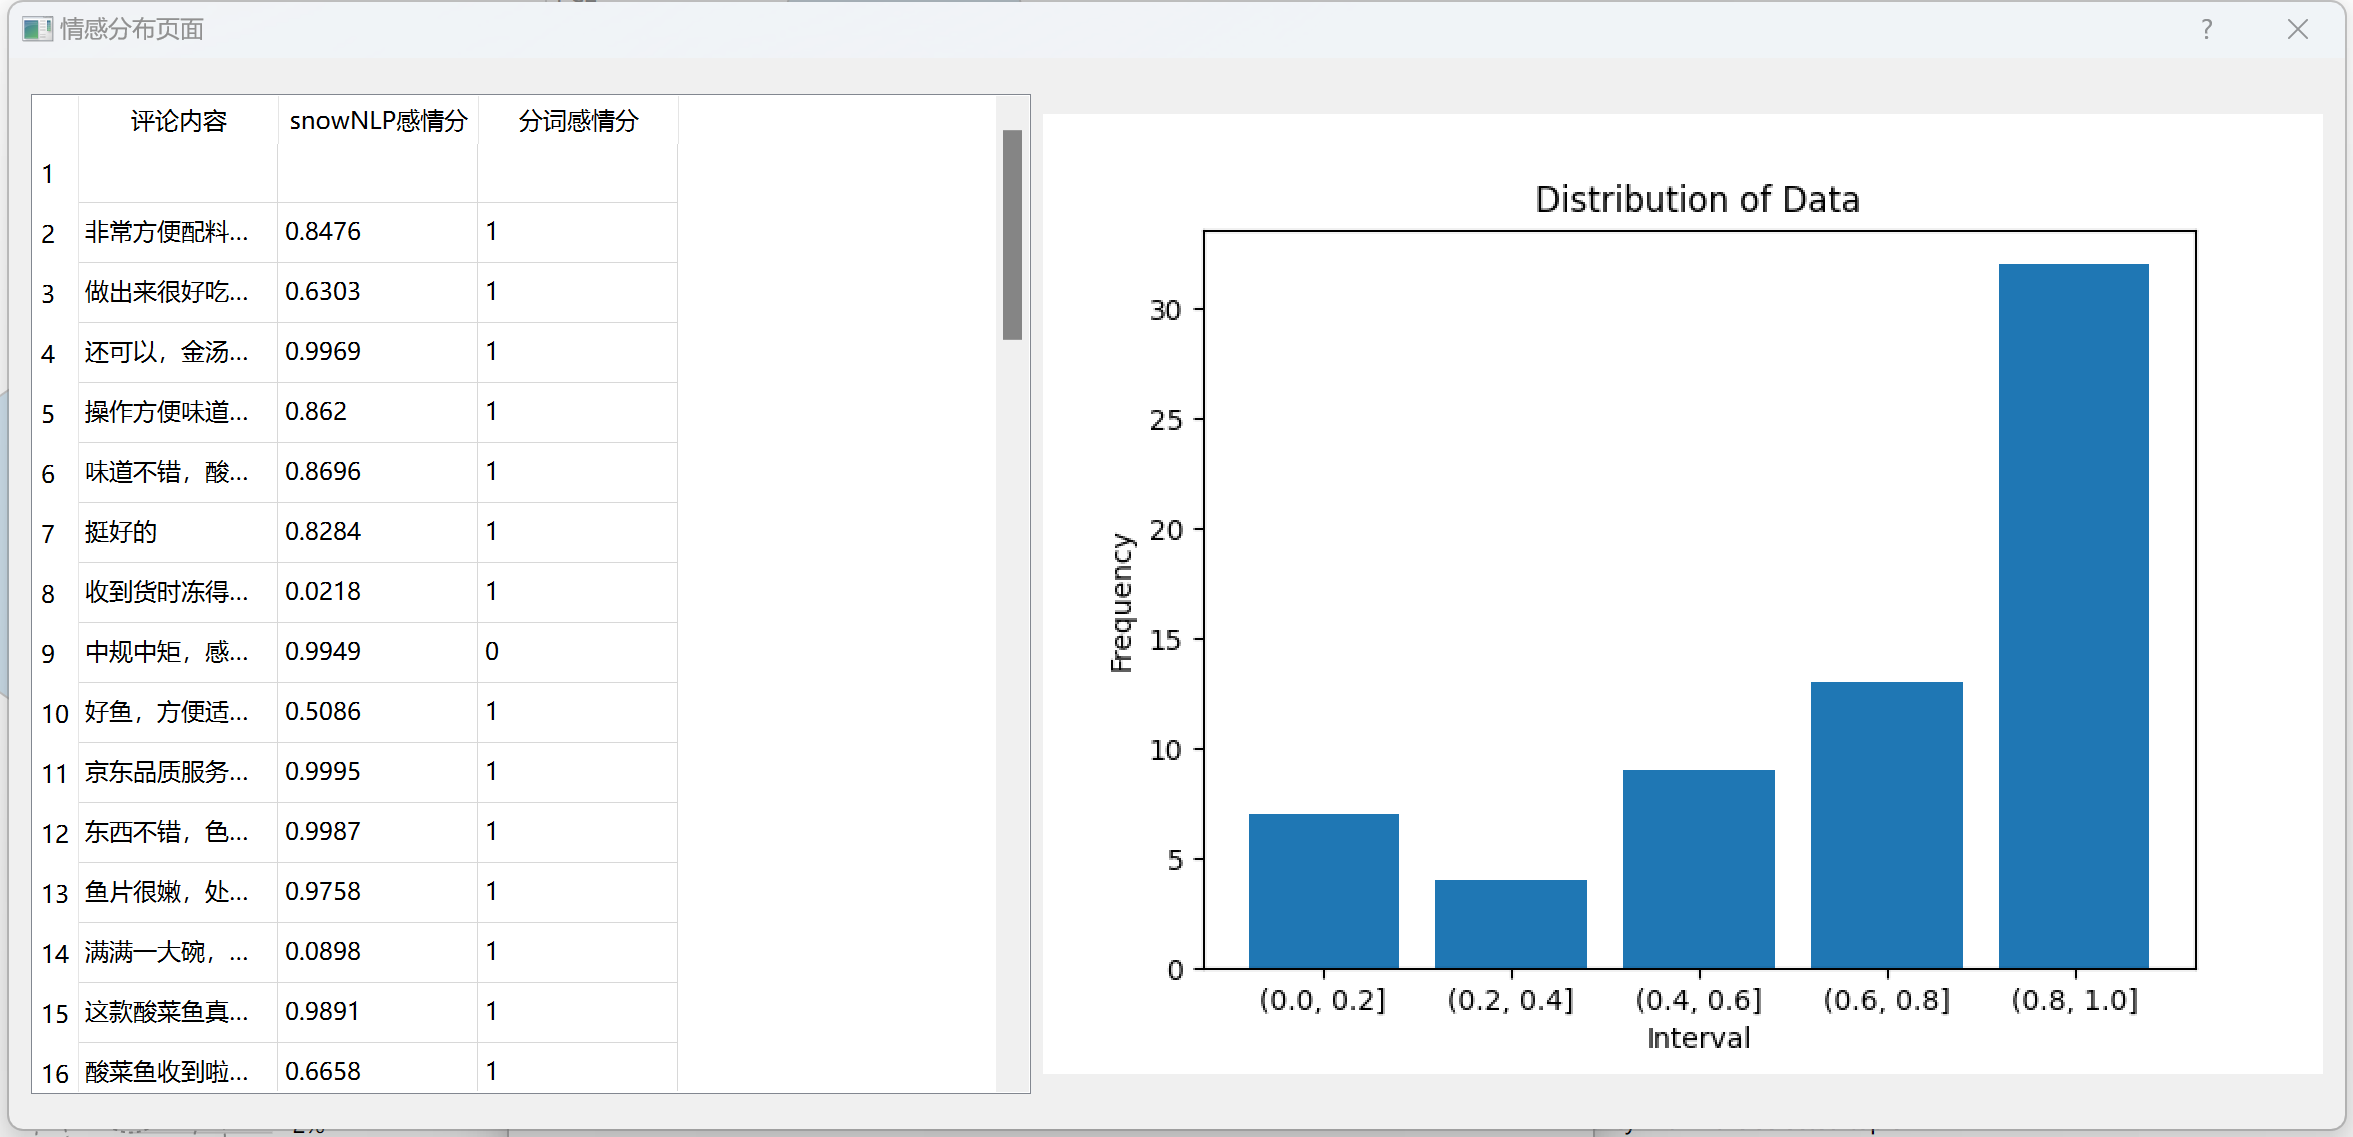 情感分布页面
评论内容 snowNLP感情分 分词感情分
1
2 非常方便配料... 0.8476 1
3 做出来很好吃... 0.6303 1
4 还可以，金汤... 0.9969 1
5 操作方便味道... 0.862 1
6 味道不错，酸... 0.8696 1
7 挺好的 0.8284 1
8 收到货时冻得... 0.0218 1
9 中规中矩，感... 0.9949 0
10 好鱼，方便适... 0.5086 1
11 京东品质服务... 0.9995 1
12 东西不错，色... 0.9987 1
13 鱼片很嫩，处... 0.9758 1
14 满满一大碗，... 0.0898 1
15 这款酸菜鱼真... 0.9891 1
16 酸菜鱼收到啦... 0.6658 1
Distribution of Data
Frequency
30
25
20
15
10
5
0
(0.0, 0.2] (0.2, 0.4] (0.4, 0.6] (0.6, 0.8] (0.8, 1.0]
Interval